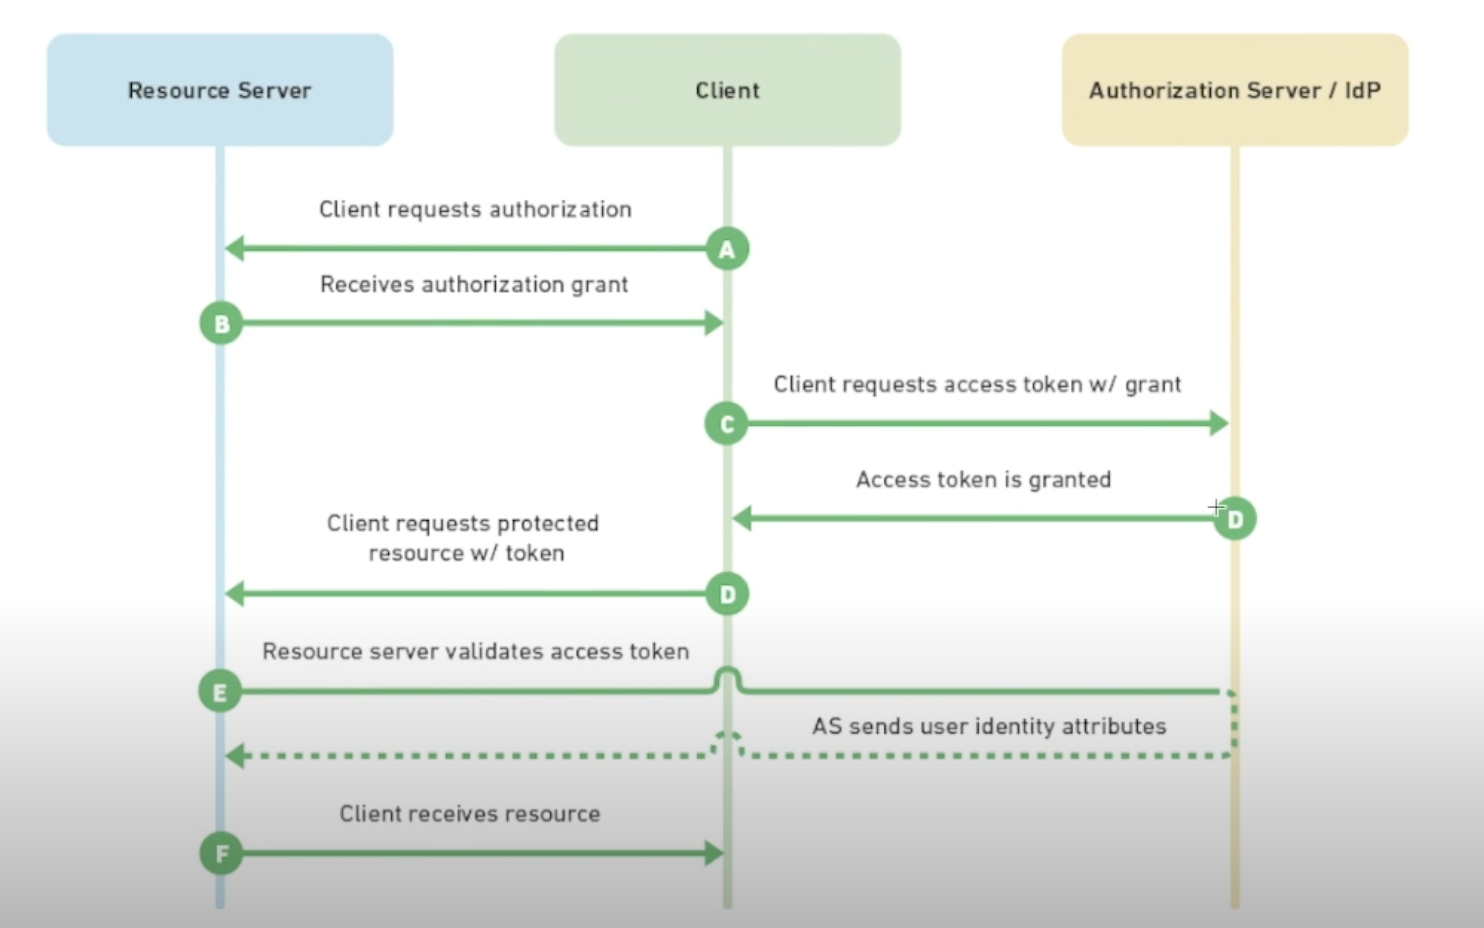 Resource Server
Client
Authorization Server / IdP
Client requests authorization
A
Receives authorization grant
B
Client requests access token w/ grant
C
Access token is granted
D
Client requests protected
resource w/ token
D
Resource server validates access token
E
AS sends user identity attributes
Client receives resource
F